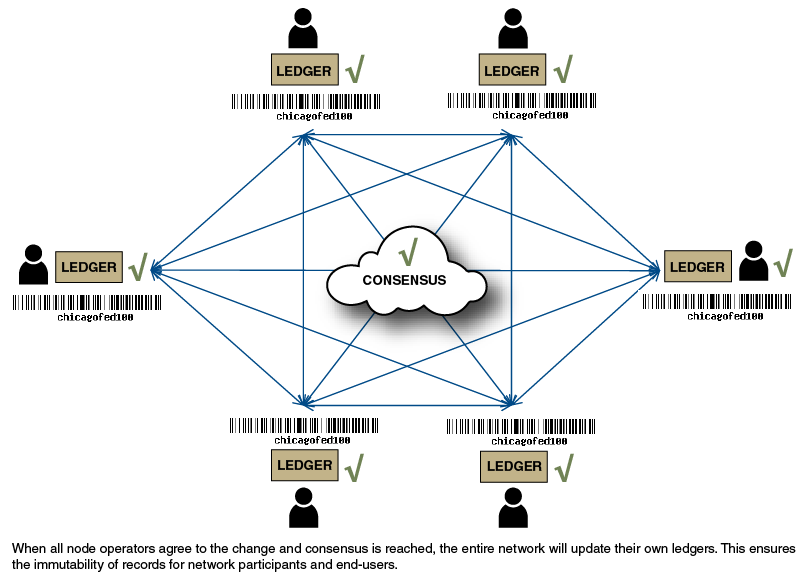 LEDGER √
LEDGER √
chicagofed100
chicagofed100
√
CONSENSUS
LEDGER √
chicagofed100
LEDGER √
chicagofed100
chicagofed100
chicagofed100
LEDGER √
LEDGER √
When all node operators agree to the change and consensus is reached, the entire network will update their own ledgers. This ensures
the immutability of records for network participants and end-users.